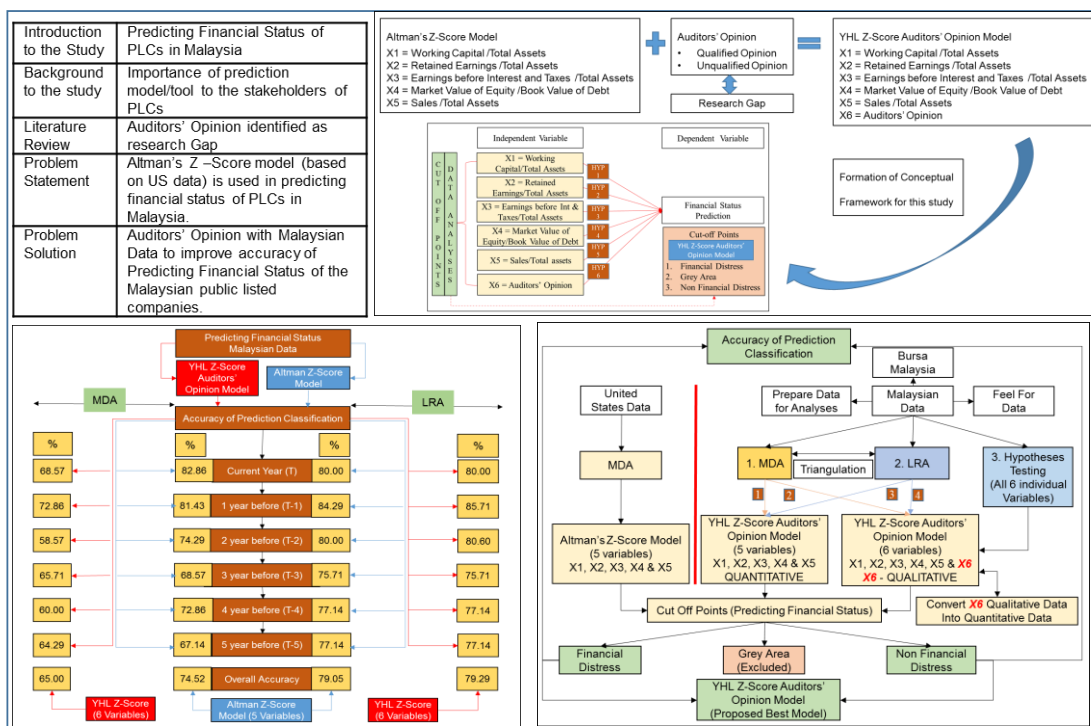 Introduction
to the Study
Predicting Financial Status of
PLCs in Malaysia
Background
to the study
Importance of prediction
model/tool to the stakeholders of
PLCs
Literature
Review
Auditors' Opinion identified as
research Gap
Problem
Statement
Altman's Z –Score model (based
on US data) is used in predicting
financial status of PLCs in
Malaysia.
Problem
Solution
Auditors' Opinion with Malaysian
Data to improve accuracy of
Predicting Financial Status of the
Malaysian public listed
companies.
Altman's Z-Score Model
X1 = Working Capital /Total Assets
X2 = Retained Earnings/Total Assets
X3 = Earnings before Interest and Taxes /Total Assets
X4 = Market Value of Equity /Book Value of Debt
X5 = Sales/Total Assets
Auditors' Opinion
• Qualified Opinion
• Unqualified Opinion
Research Gap
YHL Z-Score Auditors' Opinion Model
X1 = Working Capital /Total Assets
X2 = Retained Earnings/Total Assets
X3 = Earnings before Interest and Taxes /Total Assets
X4 = Market Value of Equity /Book Value of Debt
X5 = Sales /Total Assets
X6 = Auditors' Opinion
Independent Variable
Dependent Variable
CUT OFF POINTS
DATA ANALYSES
X1 = Working
Capital/Total Assets
X2 = Retained
Earnings/Total Assets
X3 = Earnings before Int &
Taxes/Total Assets
X4 = Market Value of
Equity/Book Value of Debt
X5 = Sales/Total assets
X6 = Auditors' Opinion
HYP
1
HYP
2
HYP
3
HYP
4
HYP
5
HYP
6
Financial Status
Prediction
Cut-off Points
YHL Z-Score Auditors'
Opinion Model
1. Financial Distress
2. Grey Area
3. Non Financial Distress
Formation of Conceptual
Framework for this study
Predicting Financial Status
Malaysian Data
YHL Z-Score
Auditors'
Opinion Model
Altman Z-Score
Model
MDA
LRA
Accuracy of Prediction Classification
% % % %
68.57 82.86 Current Year (T) 80.00 80.00
72.86 81.43 1 year before (T-1) 84.29 85.71
58.57 74.29 2 year before (T-2) 80.00 80.60
65.71 68.57 3 year before (T-3) 75.71 75.71
60.00 72.86 4 year before (T-4) 77.14 77.14
64.29 67.14 5 year before (T-5) 77.14 77.14
65.00 74.52 Overall Accuracy 79.05 79.29
YHL Z-Score
(6 Variables)
Altman Z-Score
Model (5 Variables)
YHL Z-Score
(6 Variables)
Accuracy of Prediction
Classification
Bursa
Malaysia
United
States Data
Prepare Data
for Analyses
Malaysian
Data
Feel For
Data
MDA
1. MDA
Triangulation
2. LRA
3. Hypotheses
Testing
(All 6 individual
Variables)
1
2
3
4
Altman's Z-Score Model
(5 variables)
X1, X2, X3, X4 & X5
YHL Z-Score Auditors'
Opinion Model
(5 variables)
X1, X2, X3, X4 & X5
QUANTITATIVE
YHL Z-Score Auditors'
Opinion Model
(6 variables)
X1, X2, X3, X4, X5 & X6
X6 - QUALITATIVE
Cut Off Points (Predicting Financial Status)
Convert X6 Qualitative Data
Into Quantitative Data
Financial
Distress
Grey Area
(Excluded)
Non Financial
Distress
YHL Z-Score Auditors'
Opinion Model
(Proposed Best Model)